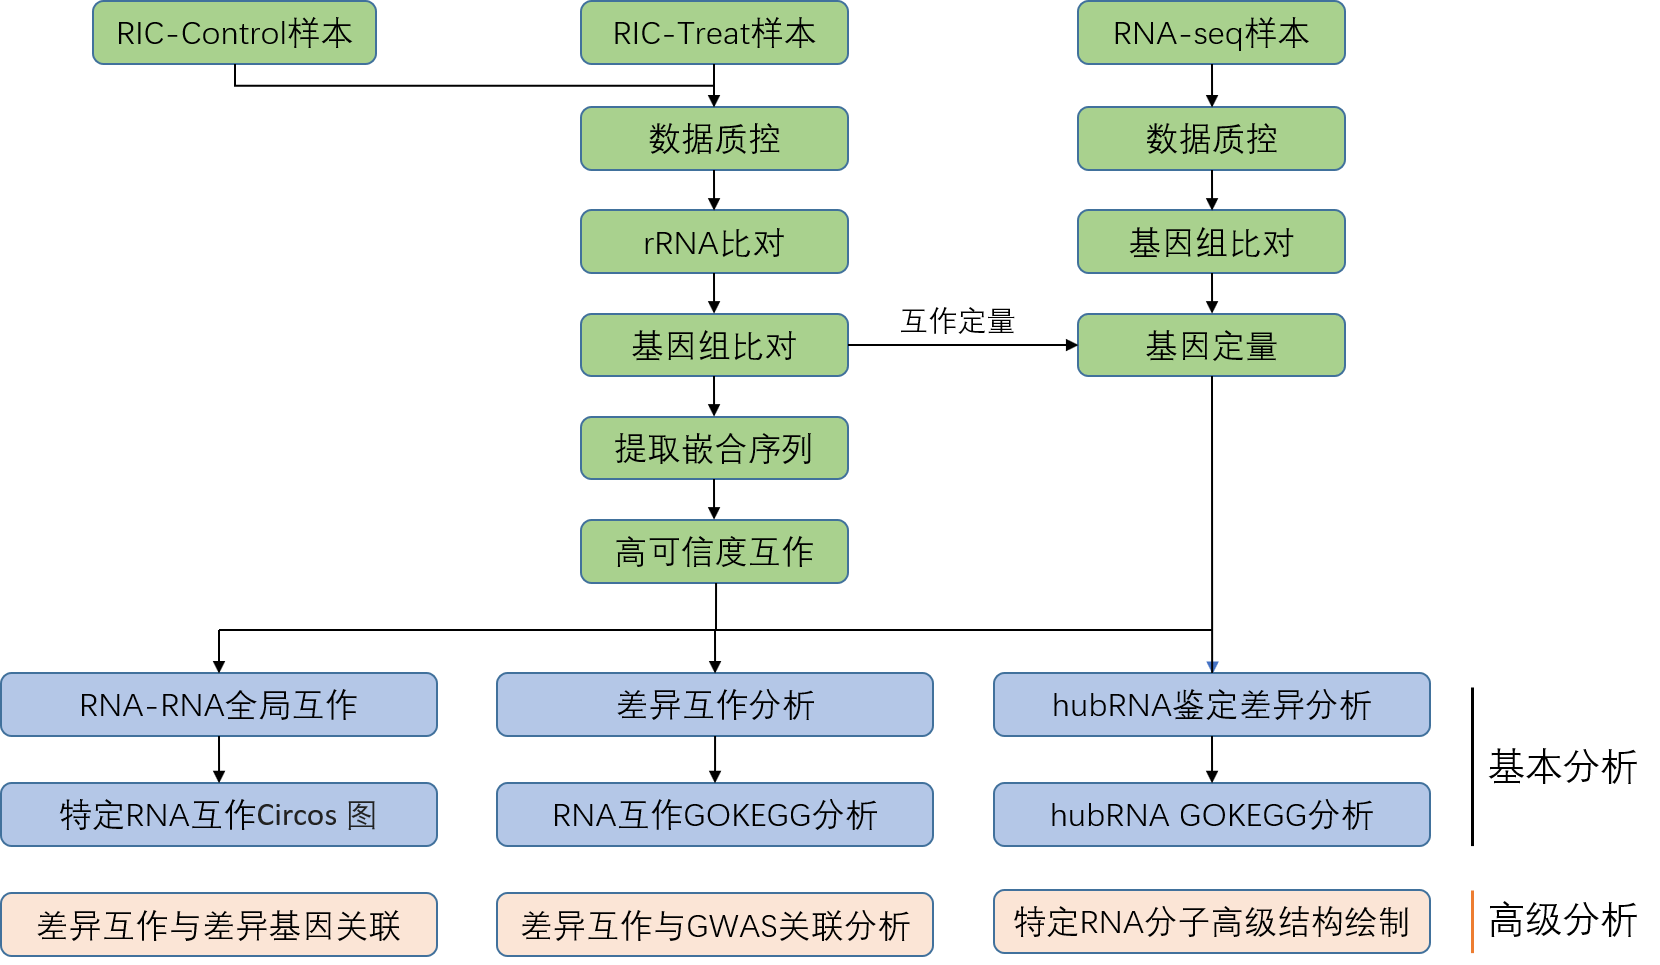 RIC-Control样本
RIC-Treat样本
RNA-seq样本
数据质控
数据质控
rRNA比对
基因组比对
基因组比对
互作定量
基因定量
提取嵌合序列
高可信度互作
RNA-RNA全局互作
差异互作分析
hubRNA鉴定差异分析
特定RNA互作Circos 图
RNA互作GOKEGG分析
hubRNA GOKEGG分析
基本分析
差异互作与差异基因关联
差异互作与GWAS关联分析
特定RNA分子高级结构绘制
高级分析